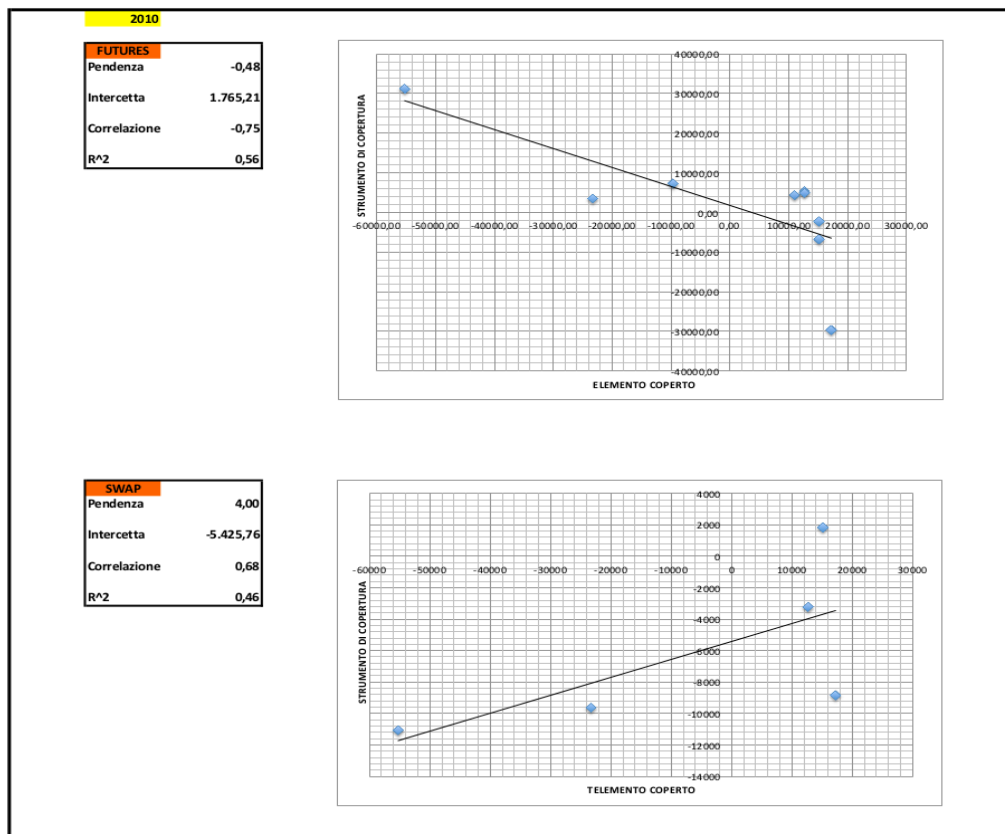 2010
FUTURES
Pendenza -0,48
Intercetta 1.765,21
Correlazione -0,75
R^2 0,56
STRUMENTO DI COPERTURA
40000,00
30000,00
20000,00
10000,00
0,00
-60000,00 -50000,00 -40000,00 -30000,00 -20000,00 -10000,00 0,00 10000,00 20000,00 30000,00
-10000,00
-20000,00
-30000,00
-40000,00
ELEMENTO COPERTO
SWAP
Pendenza 4,00
Intercetta -5.425,76
Correlazione 0,68
R^2 0,46
STRUMENTO DI COPERTURA
4000
2000
0
-60000 -50000 -40000 -30000 -20000 -10000 0 10000 20000 30000
-2000
-4000
-6000
-8000
-10000
-12000
-14000
TELEMENTO COPERTO